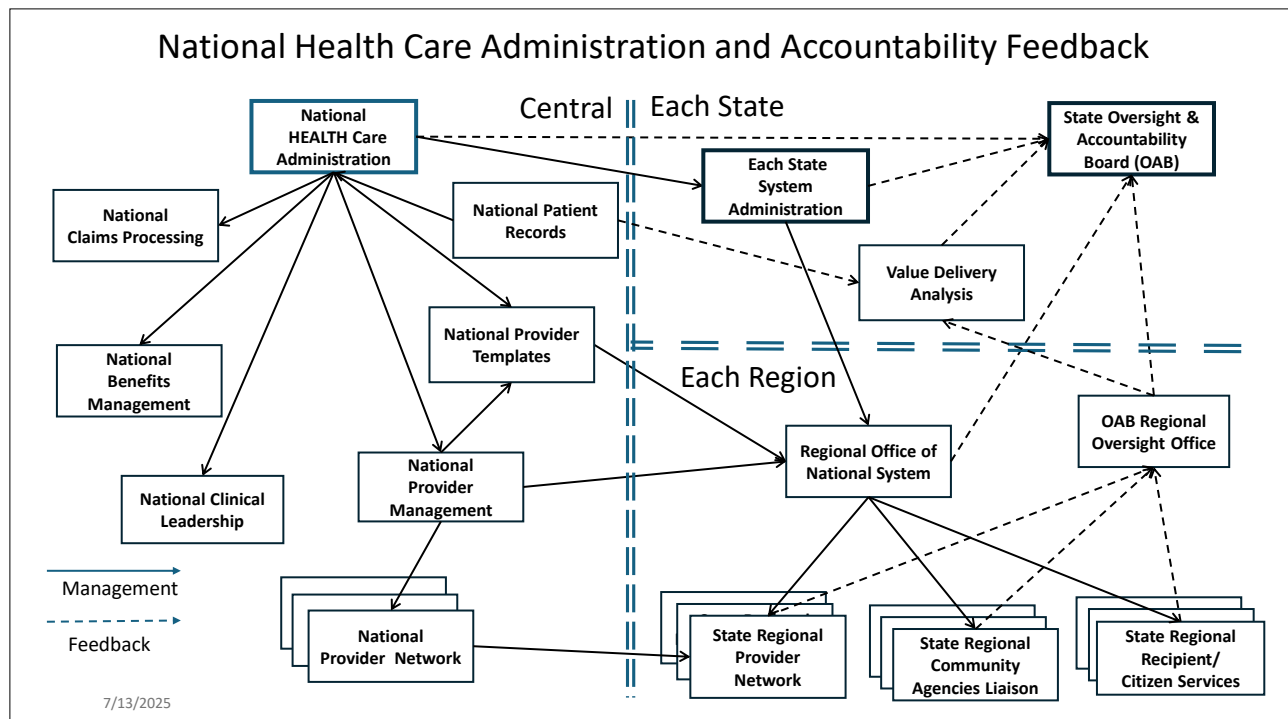 National Health Care Administration and Accountability Feedback
Central
Each State
National
HEALTH Care
Administration
State Oversight &
Accountability
Board (OAB)
Each State
System
Administration
National
Claims Processing
National Patient
Records
Value Delivery
Analysis
National Provider
Templates
National
Benefits
Management
Each Region
OAB Regional
Oversight Office
Regional Office of
National System
National
Provider
Management
National Clinical
Leadership
Management
Feedback
National
Provider Network
State Regional
Provider
Network
State Regional
Community
Agencies Liaison
State Regional
Recipient/
Citizen Services
7/13/2025